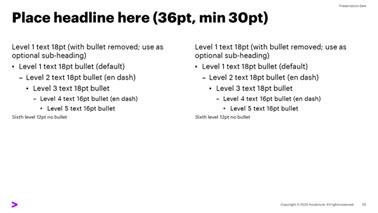 Presentation date
Place headline here (36pt, min 30pt)
Level 1 text 18pt (with bullet removed; use as
optional sub-heading)
• Level 1 text 18pt bullet (default)
– Level 2 text 18pt bullet (en dash)
• Level 3 text 18pt bullet
– Level 4 text 16pt bullet (en dash)
• Level 5 text 16pt bullet
Sixth level 12pt no bullet
Level 1 text 18pt (with bullet removed; use as
optional sub-heading)
• Level 1 text 18pt bullet (default)
– Level 2 text 18pt bullet (en dash)
• Level 3 text 18pt bullet
– Level 4 text 16pt bullet (en dash)
• Level 5 text 16pt bullet
Sixth level 12pt no bullet
>
Accenture. All rights reserved.